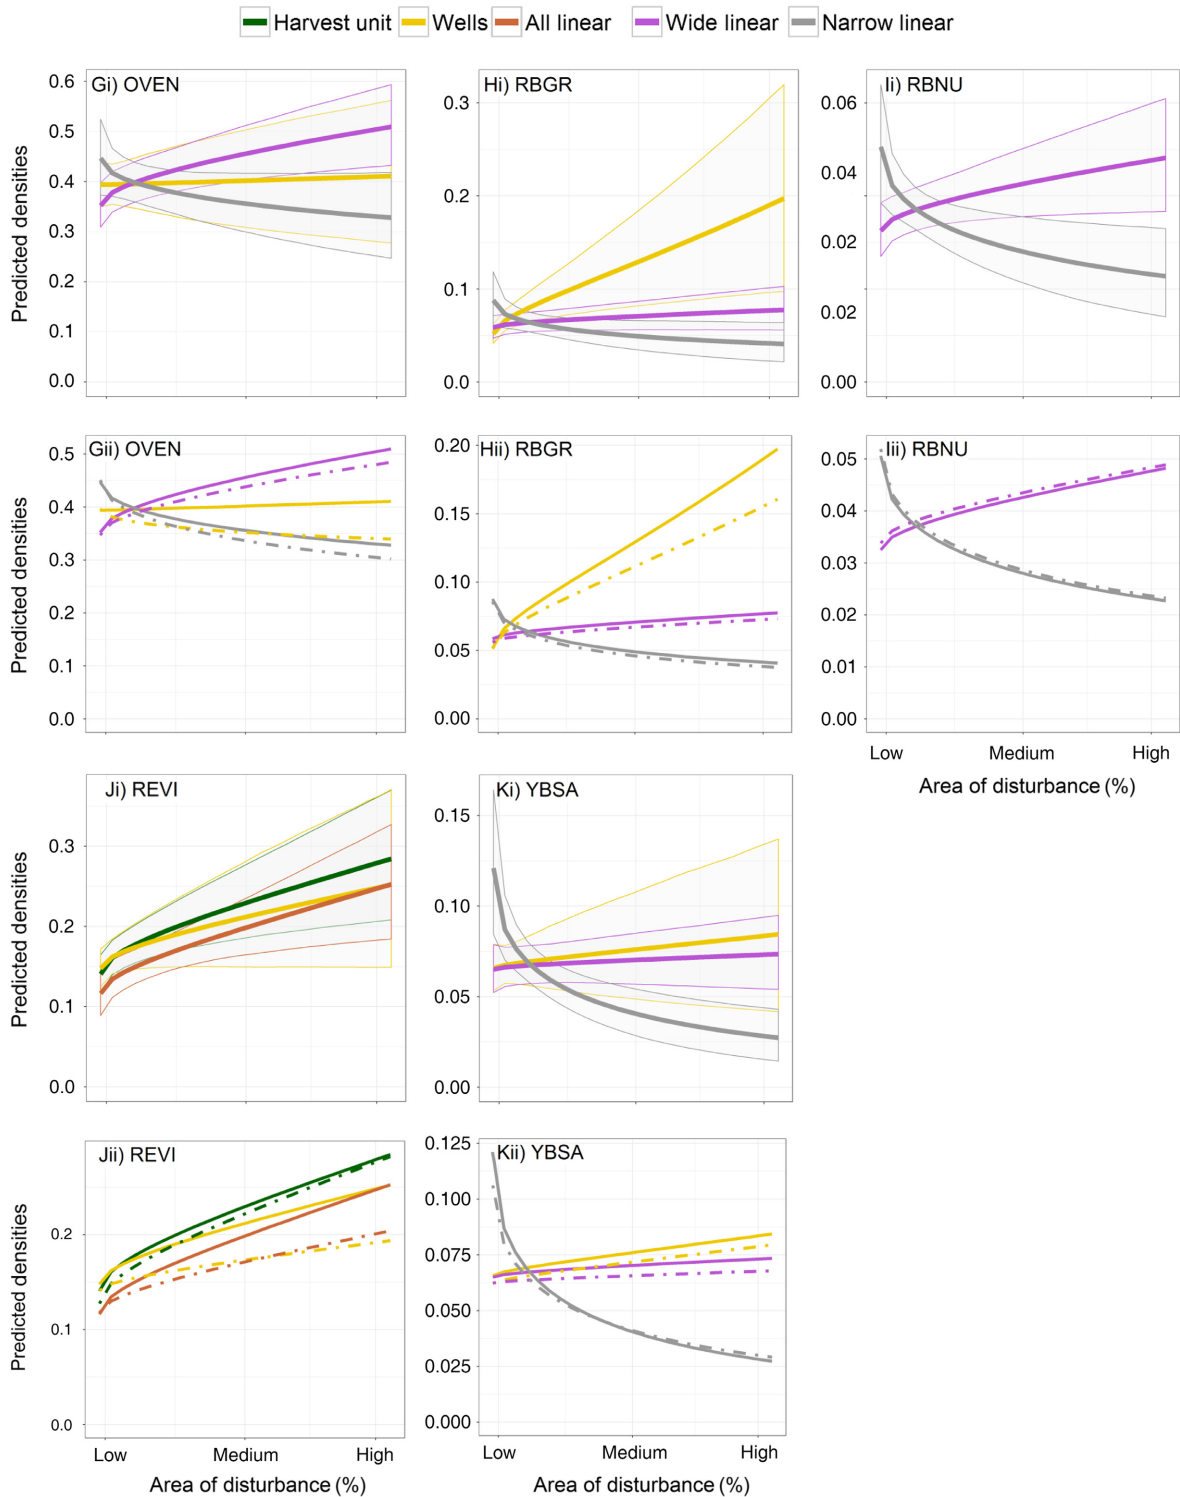 Harvest unit Wells All linear Wide linear Narrow linear
Gi) OVEN
Hi) RBGR
Ii) RBNU
Predicted densities
0.6
0.5
0.4
0.3
0.2
0.1
0.0
0.3
0.2
0.1
0.0
0.06
0.04
0.02
0.02
0.00
Gii) OVEN
Hii) RBGR
Iii) RBNU
Predicted densities
0.5
0.4
0.3
0.2
0.1
0.0
0.20
0.15
0.10
0.05
0.00
0.05
0.04
0.03
0.02
0.01
0.00
Low Medium High
Area of disturbance (%)
Ji) REVI
Ki) YBSA
Predicted densities
0.3
0.2
0.1
0.0
0.15
0.10
0.05
0.00
Jii) REVI
Kii) YBSA
Predicted densities
0.2
0.1
0.0
0.125
0.100
0.075
0.050
0.025
0.000
Low Medium High
Area of disturbance (%)
Low Medium High
Area of disturbance (%)